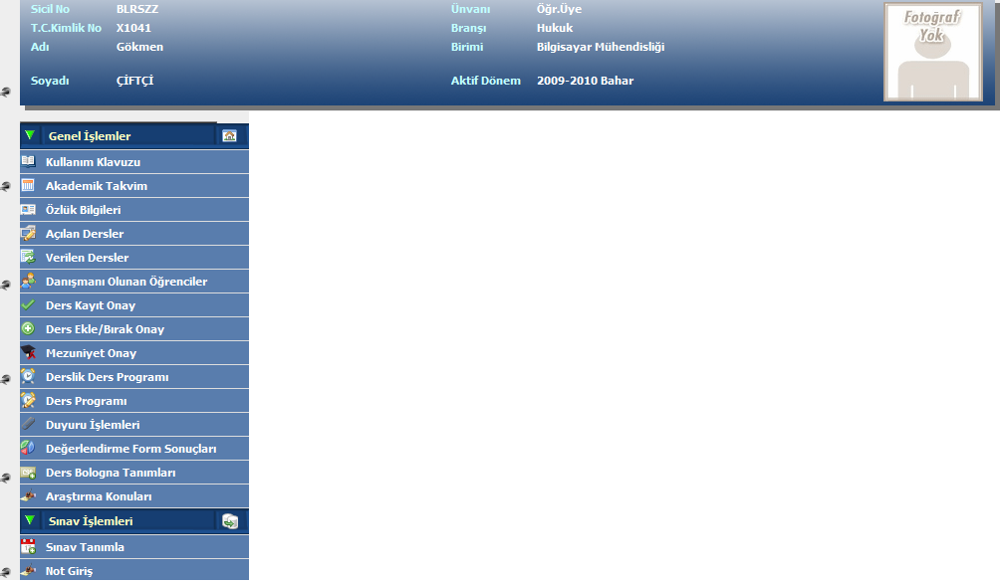 Sicil No BLRSZZ Ünvanı Öğr.Üye
T.C.Kimlik No X1041 Branşı Hukuk
Adı Gökmen Birimi Bilgisayar Mühendisliği
Soyadı ÇİFTÇİ Aktif Dönem 2009-2010 Bahar
Fotoğraf
Yok
Genel İşlemler
Kullanım Klavuzu
Akademik Takvim
Özlük Bilgileri
Açılan Dersler
Verilen Dersler
Danışmanı Olunan Öğrenciler
Ders Kayıt Onay
Ders Ekle/Bırak Onay
Mezuniyet Onay
Derslik Ders Programı
Ders Programı
Duyuru İşlemleri
Değerlendirme Form Sonuçları
Ders Bologna Tanımları
Araştırma Konuları
Sınav İşlemleri
Sınav Tanımla
Not Giriş